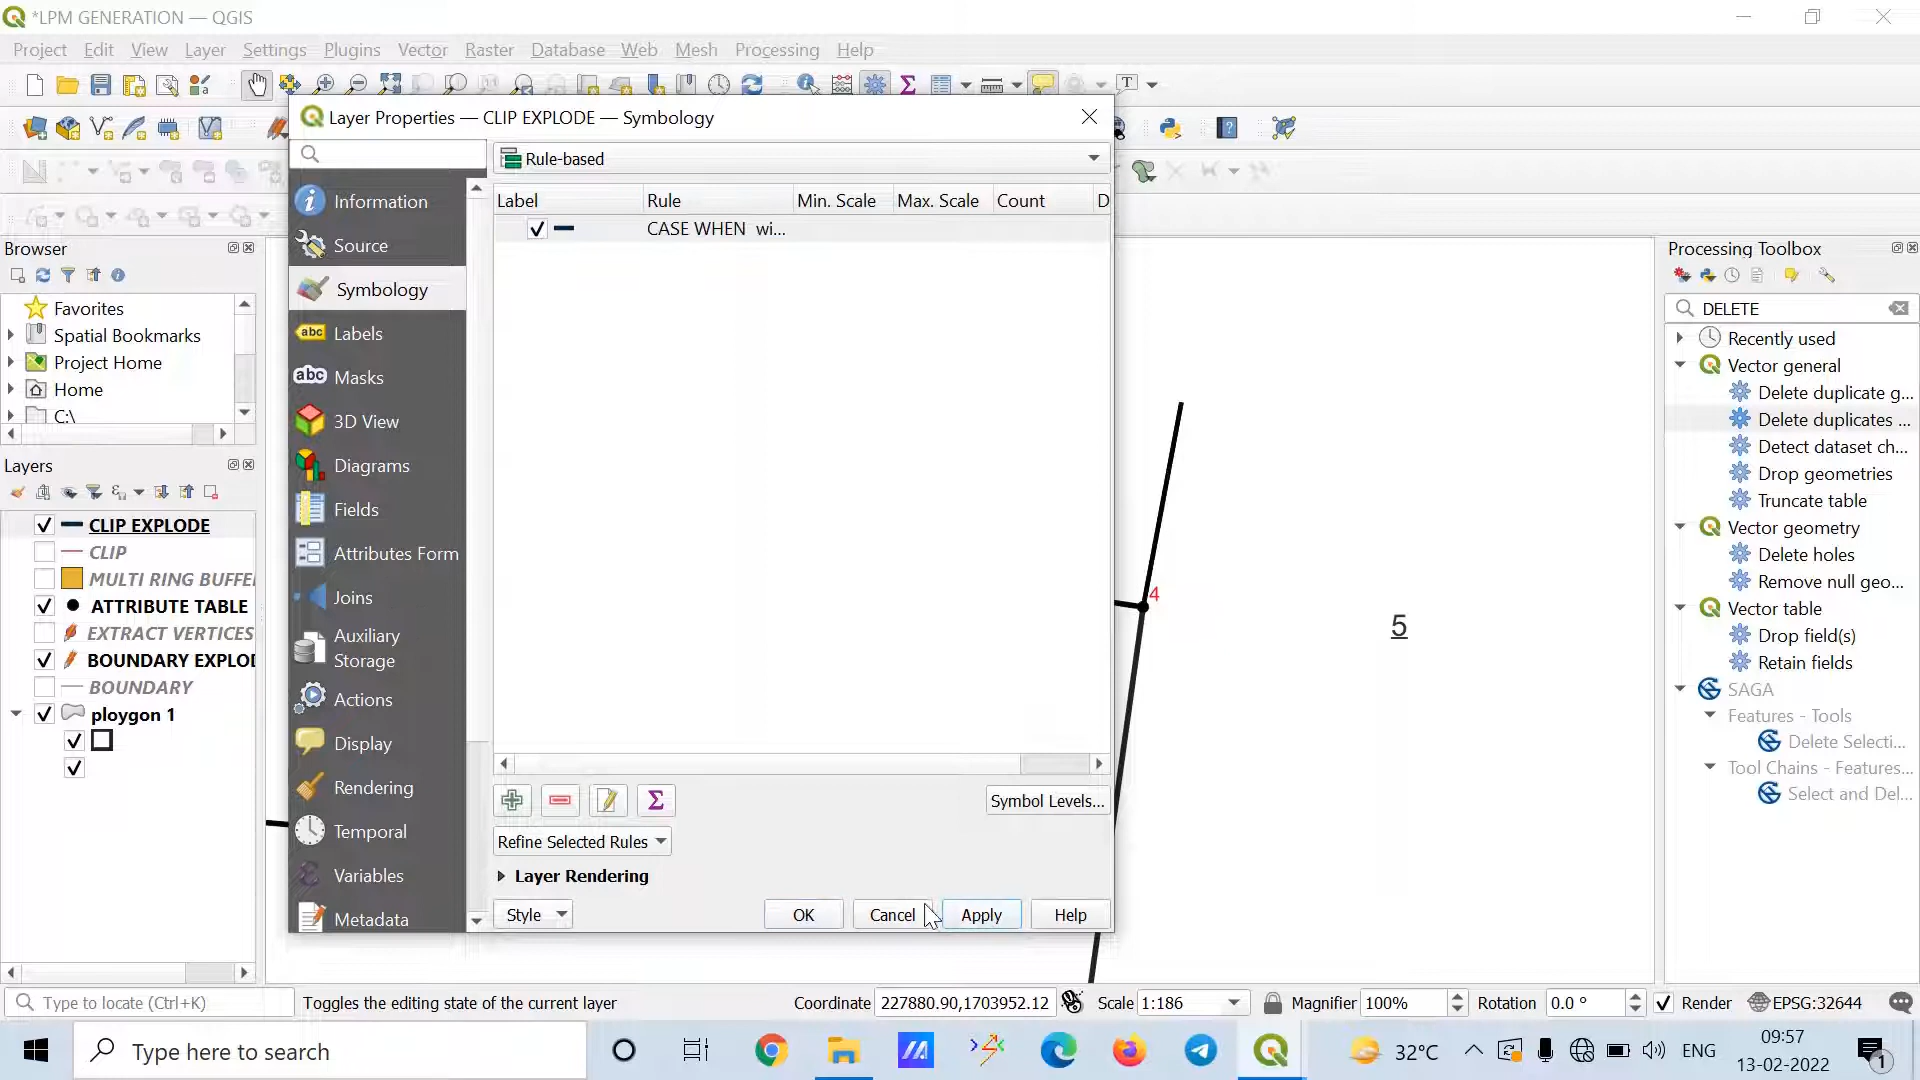 *LPM GENERATION — QGIS
Project Edit View Layer Settings Plugins Vector Raster Database Web Mesh Processing Help
Layer Properties — CLIP EXPLODE — Symbology
Rule-based
Information
Source
Symbology
Labels
Masks
3D View
Diagrams
Fields
Attributes Form
Joins
Auxiliary
Storage
Actions
Display
Rendering
Temporal
Variables
Metadata
Label Rule Min. Scale Max. Scale Count D
CASE WHEN wi...
Symbol Levels...
Refine Selected Rules
Layer Rendering
Style OK Cancel Apply Help
Browser
Favorites
Spatial Bookmarks
Project Home
Home
C:\
Layers
CLIP EXPLODE
CLIP
MULTI RING BUFFE
ATTRIBUTE TABLE
EXTRACT VERTICES
BOUNDARY EXPLO
BOUNDARY
ploygon 1
4
5
Processing Toolbox
DELETE
Recently used
Vector general
Delete duplicate g...
Delete duplicates ...
Detect dataset ch...
Drop geometries
Truncate table
Vector geometry
Delete holes
Remove null geo...
Vector table
Drop field(s)
Retain fields
SAGA
Features - Tools
Delete Selecti...
Tool Chains - Features...
Select and Del...
Type to locate (Ctrl+K) Toggles the editing state of the current layer Coordinate 227880.90,1703952.12 Scale 1:186 Magnifier 100% Rotation 0.0 ° Render EPSG:32644
Type here to search 32°C ENG 09:57
13-02-2022 1